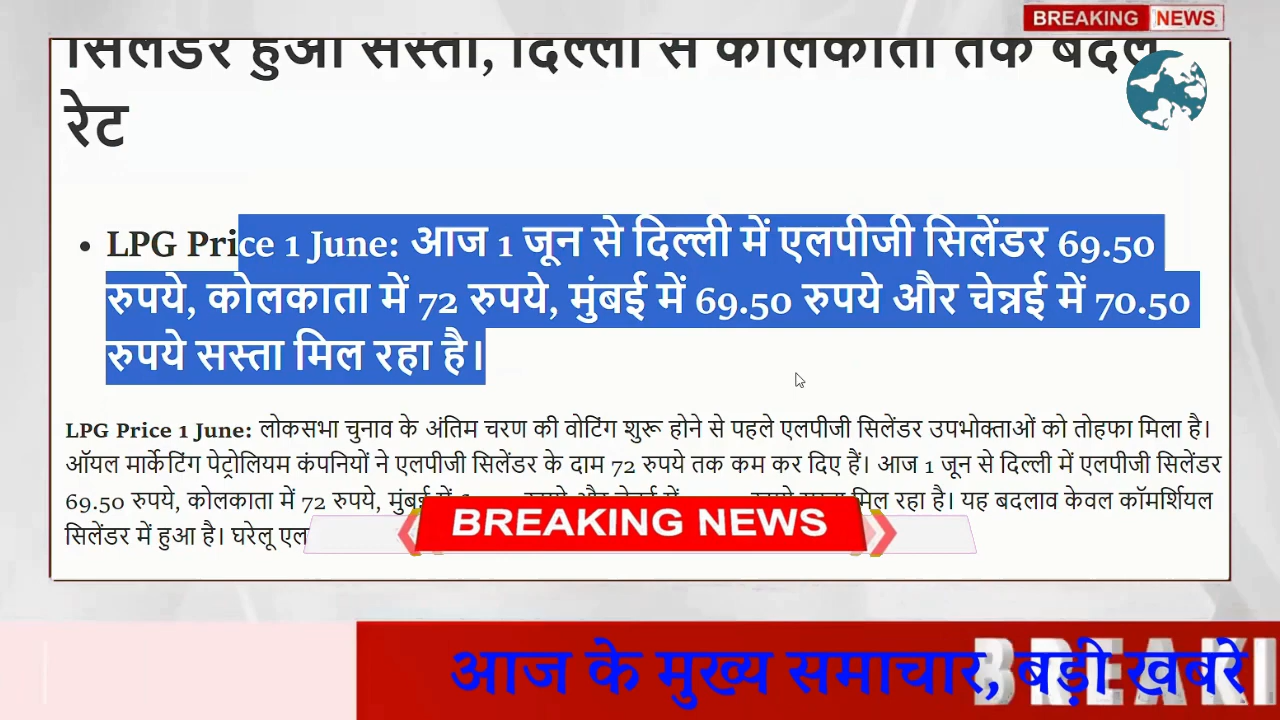 BREAKING NEWS
सिलेंडर हुआ सस्ता, दिल्ली से कोलकाता तक बदले
रेट
• LPG Price 1 June: आज 1 जून से दिल्ली में एलपीजी सिलेंडर 69.50
रुपये, कोलकाता में 72 रुपये, मुंबई में 69.50 रुपये और चेन्नई में 70.50
रुपये सस्ता मिल रहा है।
LPG Price 1 June: लोकसभा चुनाव के अंतिम चरण की वोटिंग शुरू होने से पहले एलपीजी सिलेंडर उपभोक्ताओं को तोहफा मिला है।
ऑयल मार्केटिंग पेट्रोलियम कंपनियों ने एलपीजी सिलेंडर के दाम 72 रुपये तक कम कर दिए हैं। आज 1 जून से दिल्ली में एलपीजी सिलेंडर
69.50 रुपये, कोलकाता में 72 रुपये, मुंबई में मिल रहा है। यह बदलाव केवल कॉमर्शियल
सिलेंडर में हुआ है। घरेलू
BREAKING NEWS
आज के मुख्य समाचार, बड़ी खबरें
BREAKI